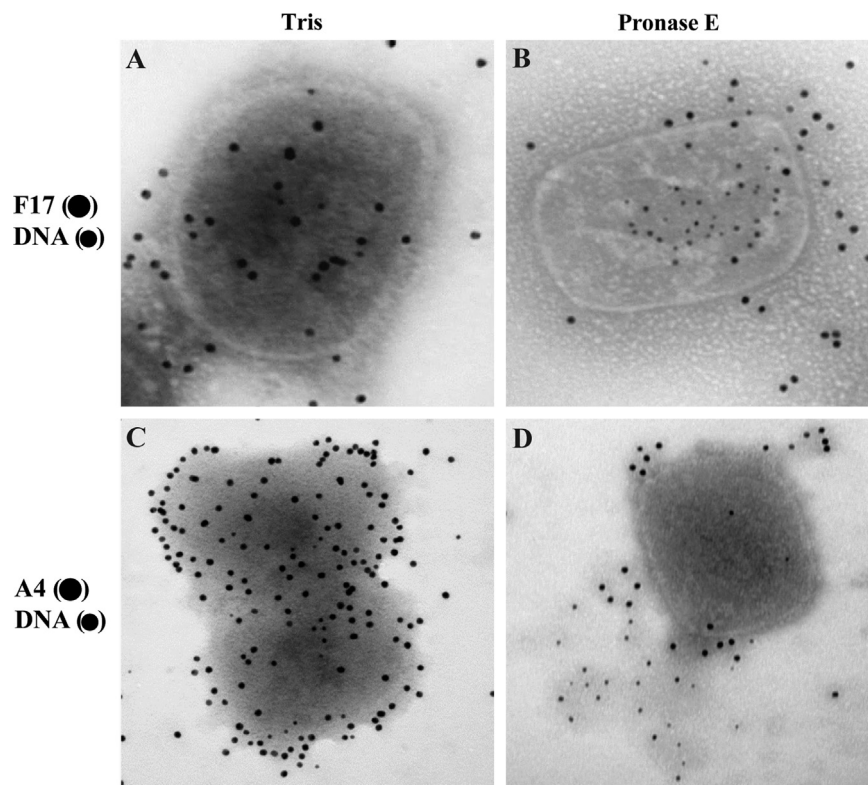 Tris
Pronase E
A
B
F17 (●)
DNA (●)
C
D
A4 (●)
DNA (●)